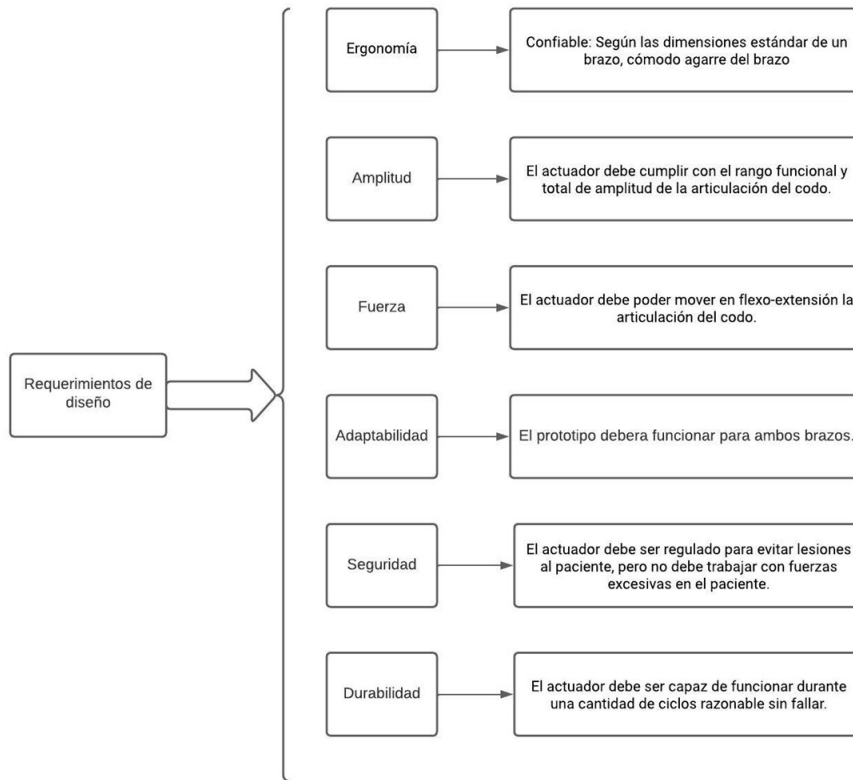 Requerimientos de
diseño
Ergonomía
Confiable: Según las dimensiones estándar de un
brazo, cómodo agarre del brazo
Amplitud
El actuador debe cumplir con el rango funcional y
total de amplitud de la articulación del codo.
Fuerza
El actuador debe poder mover en flexo-extensión la
articulación del codo.
Adaptabilidad
El prototipo debera funcionar para ambos brazos.
Seguridad
El actuador debe ser regulado para evitar lesiones
al paciente, pero no debe trabajar con fuerzas
excesivas en el paciente.
Durabilidad
El actuador debe ser capaz de funcionar durante
una cantidad de ciclos razonable sin fallar.